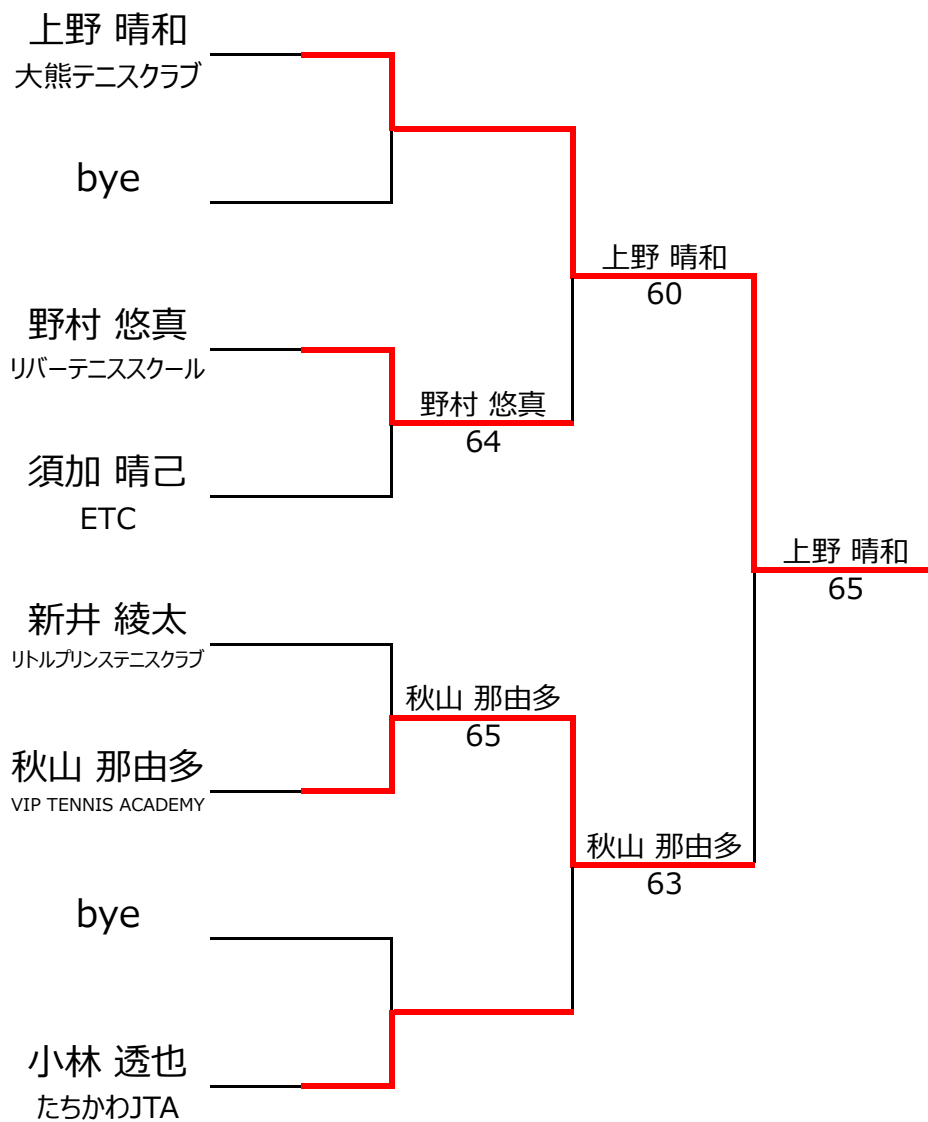 上野 晴和
大熊テニスクラブ
bye
野村 悠真
リバーテニススクール
須加 晴己
ETC
新井 綾太
リトルプリンステニスクラブ
秋山 那由多
VIP TENNIS ACADEMY
bye
小林 透也
たちかわJTA
野村 悠真
64
秋山 那由多
65
上野 晴和
60
秋山 那由多
63
上野 晴和
65